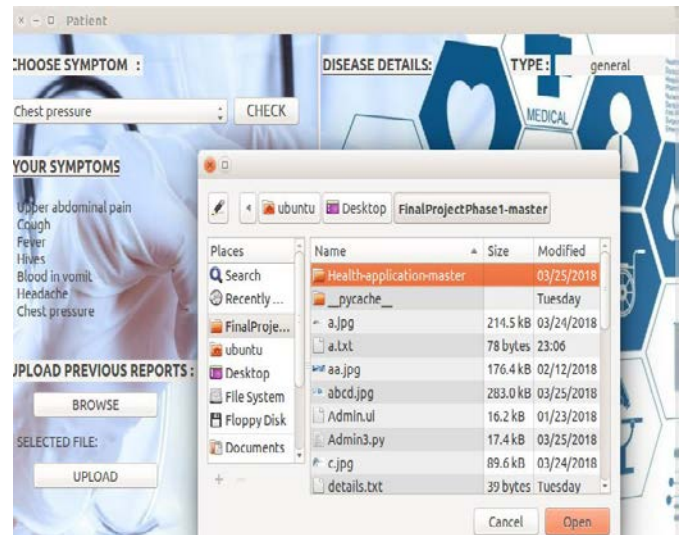 Patient
CHOOSE SYMPTOM :
Chest pressure
CHECK
YOUR SYMPTOMS
Upper abdominal pain
Cough
Fever
Hives
Blood in vomit
Headache
Chest pressure
UPLOAD PREVIOUS REPORTS :
BROWSE
SELECTED FILE:
UPLOAD
DISEASE DETAILS:
TYPE : general
MEDICAL
ubuntu Desktop FinalProjectPhase1-master
Places
Search
Recently ...
FinalProje...
ubuntu
Desktop
File System
Floppy Disk
Documents
Name Size Modified
Health-application-master 03/25/2018
__pycache__ Tuesday
a.jpg 214.5 kB 03/24/2018
a.txt 78 bytes 23:06
aa.jpg 176.4 kB 02/12/2018
abcd.jpg 283.0 kB 03/25/2018
Admin.ui 16.2 kB 01/23/2018
Admin3.py 17.4 kB 03/25/2018
c.jpg 89.6 kB 03/24/2018
details.txt 39 bytes Tuesday
Cancel
Open